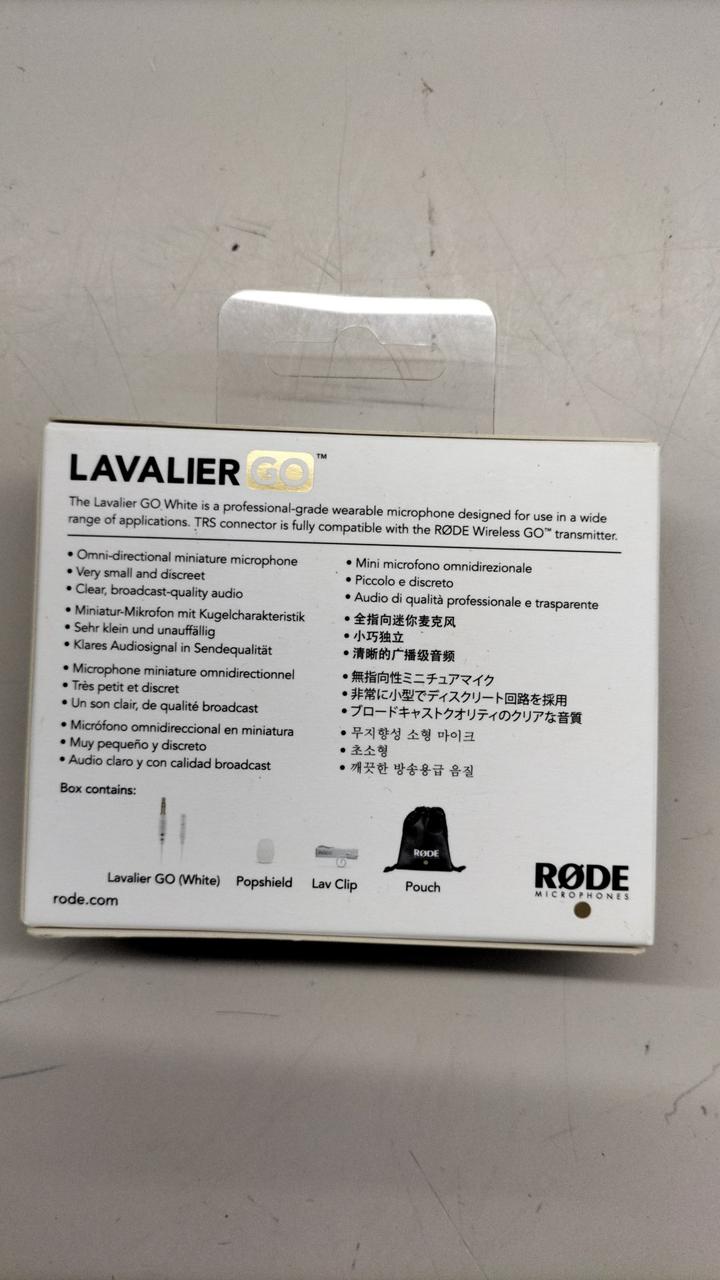 LAVALIER GO™
The Lavalier GO White is a professional-grade wearable microphone designed for use in a wide
range of applications. TRS connector is fully compatible with the RØDE Wireless GO™ transmitter.
• Omni-directional miniature microphone
• Very small and discreet
• Clear, broadcast-quality audio
• Miniatur-Mikrofon mit Kugelcharakteristik
• Sehr klein und unauffällig
• Klares Audiosignal in Sendequalität
• Microphone miniature omnidirectionnel
• Très petit et discret
• Un son clair, de qualité broadcast
• Micrófono omnidireccional en miniatura
• Muy pequeño y discreto
• Audio claro y con calidad broadcast
• Mini microfono omnidirezionale
• Piccolo e discreto
• Audio di qualità professionale e trasparente
• 全指向迷你麦克风
• 小巧独立
• 清晰的广播级音频
• 無指向性ミニチュアマイク
• 非常に小型でディスクリート回路を採用
• ブロードキャストクオリティのクリアな音質
• 무지향성 소형 마이크
• 초소형
• 깨끗한 방송용급 음질
Box contains:
RØDE
Lavalier GO (White)
Popshield
Lav Clip
Pouch
rode.com
RØDE
MICROPHONES